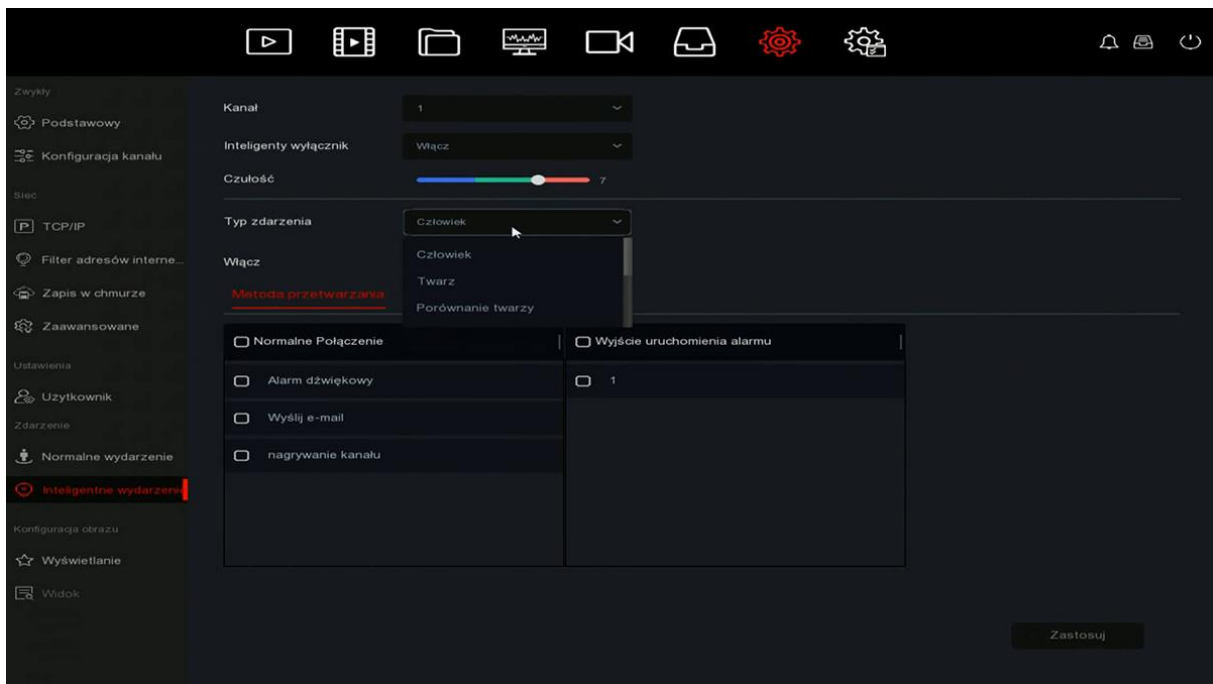 Zwykły
Podstawowy
Konfiguracja kanału
Sieć
TCP/IP
Filter adresów interne...
Zapis w chmurze
Zaawansowane
Ustawienia
Użytkownik
Zdarzenie
Normalne wydarzenie
Inteligentne wydarzenie
Konfiguracja obrazu
Wyświetlanie
Widok
Kanał
1
Inteligenty wyłącznik
Włącz
Czułość
7
Typ zdarzenia
Człowiek
Człowiek
Twarz
Porównanie twarzy
Włącz
Metoda przetwarzania
Normalne Połączenie
Wyjście uruchomienia alarmu
Alarm dźwiękowy
1
Wyślij e-mail
nagrywanie kanału
Zastosuj